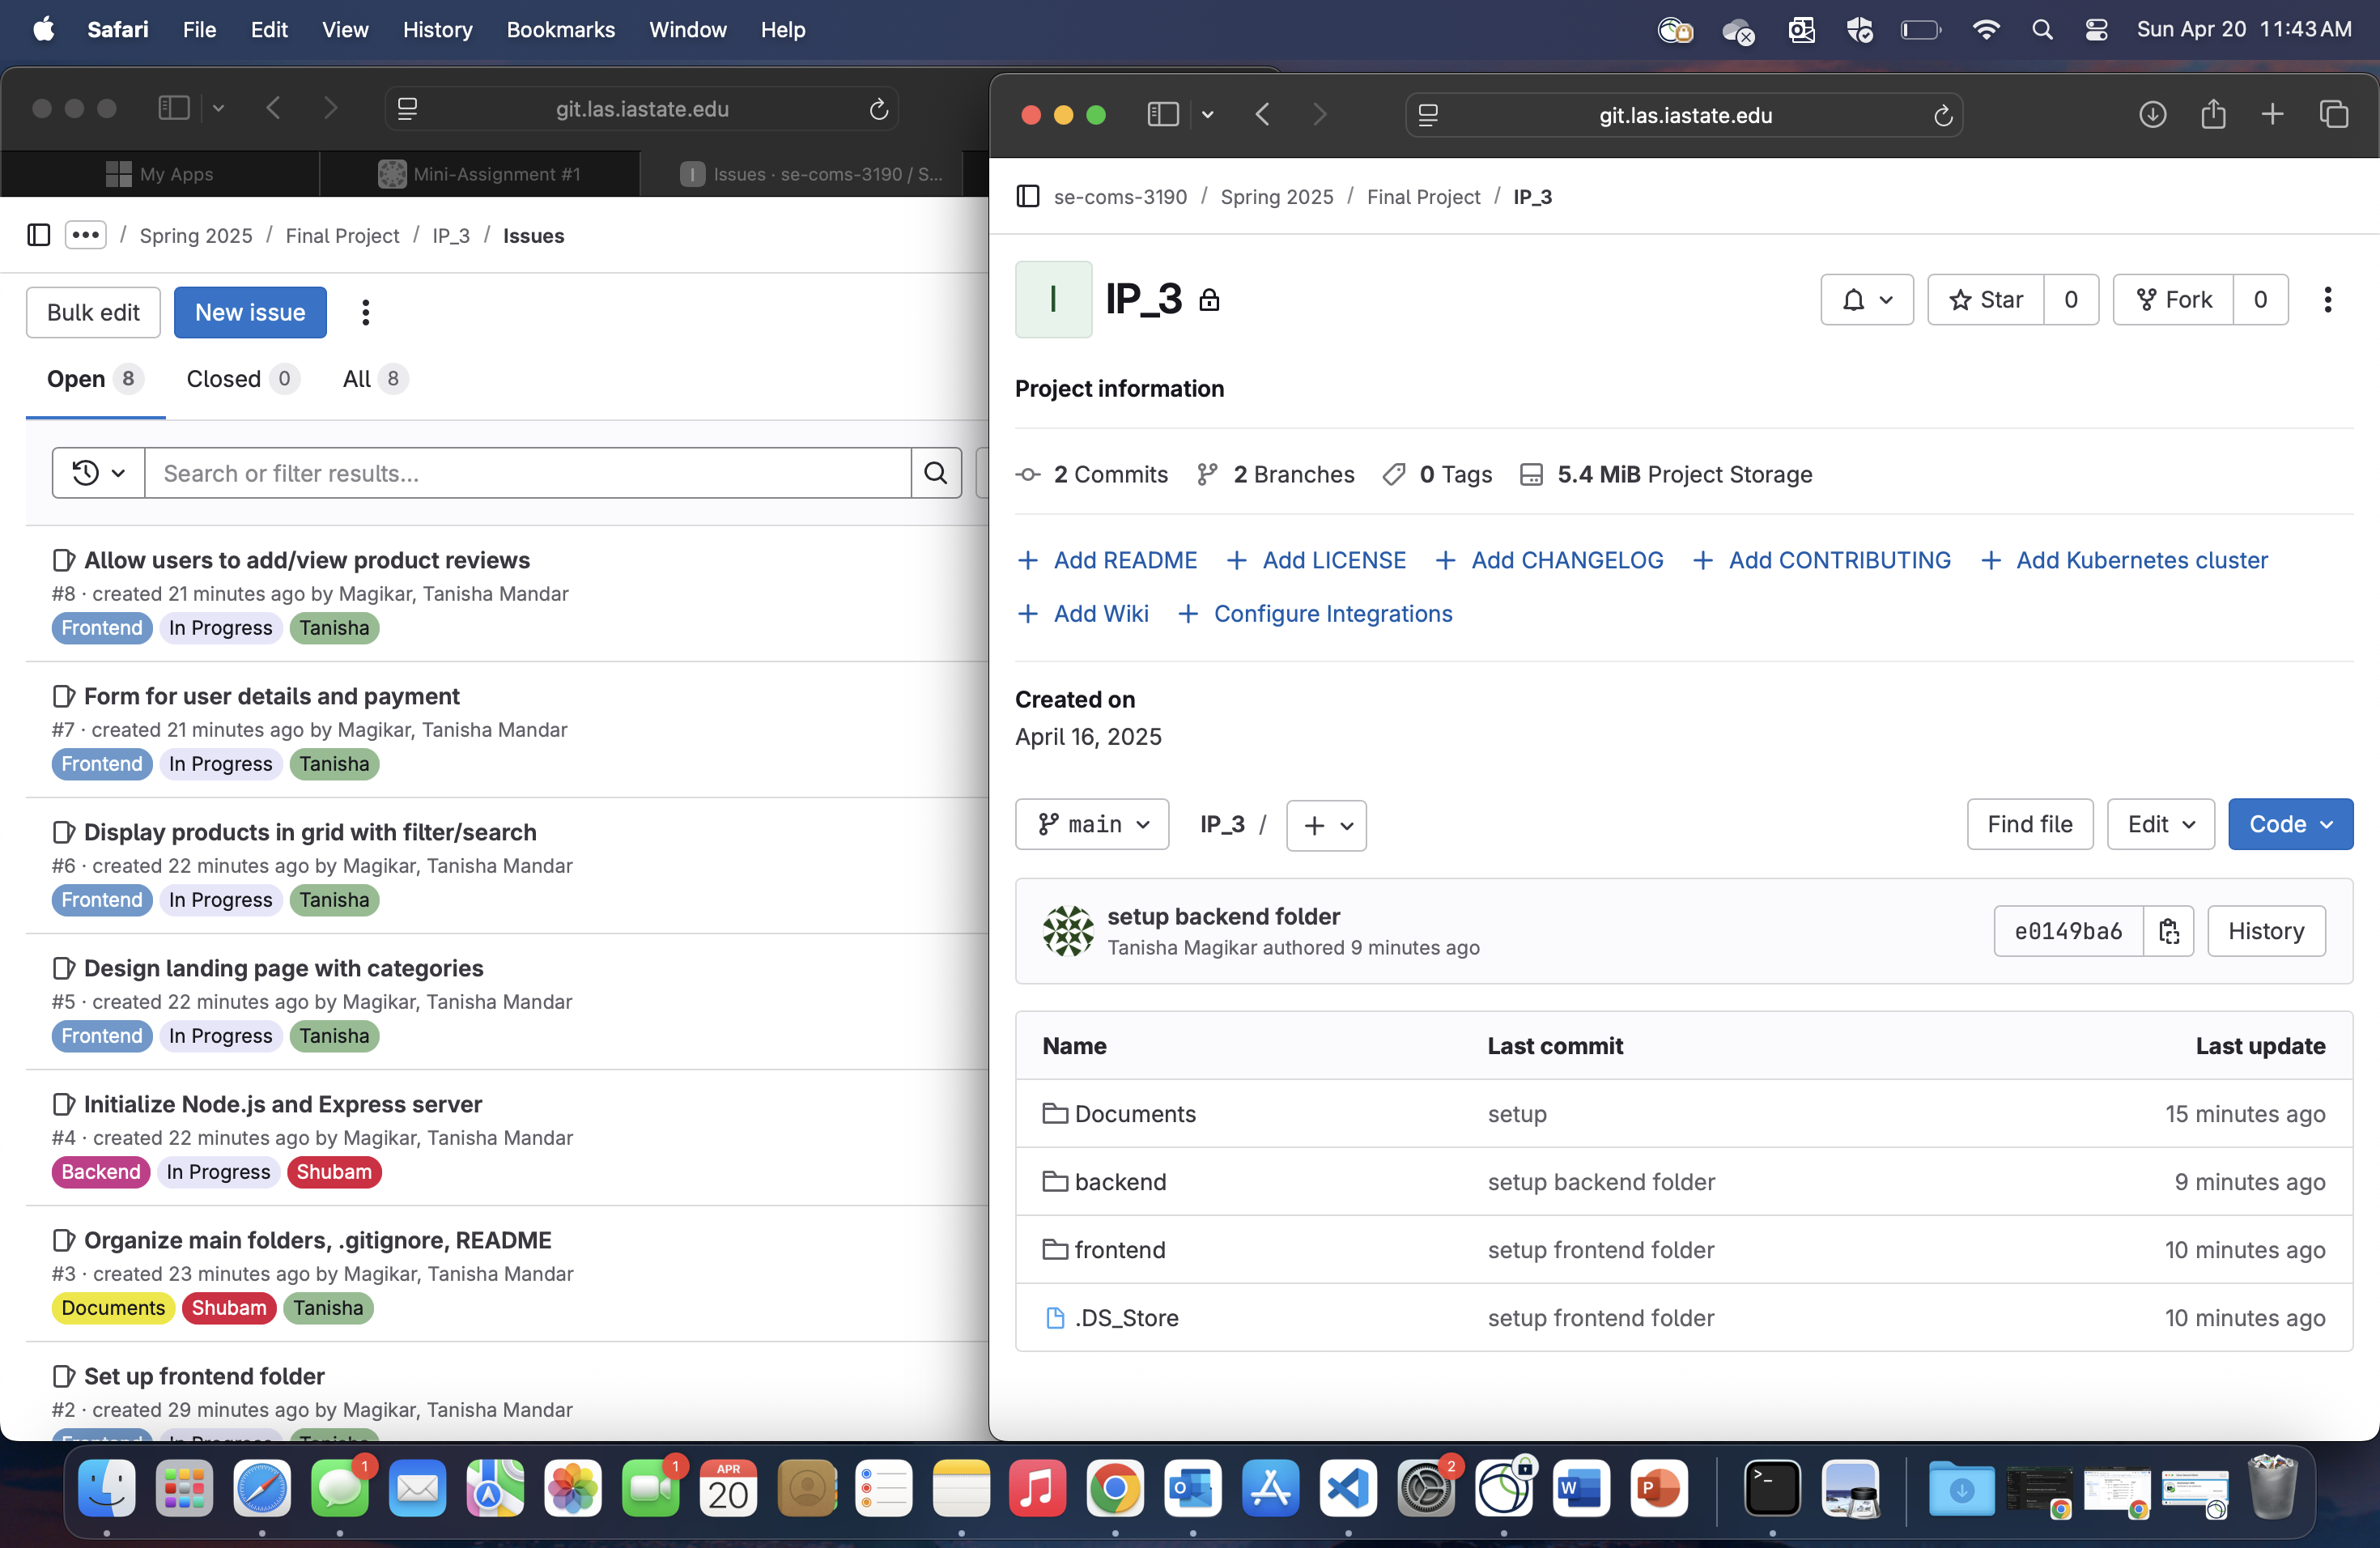 Safari File Edit View History Bookmarks Window Help Sun Apr 20 11:43 AM
git.las.iastate.edu
My Apps
Mini-Assignment #1
Issues · se-coms-3190 / S...
/ Spring 2025 / Final Project / IP_3 / Issues
Bulk edit
New issue
Open 8
Closed 0
All 8
Search or filter results...
Allow users to add/view product reviews
#8 · created 21 minutes ago by Magikar, Tanisha Mandar
Frontend In Progress Tanisha
Form for user details and payment
#7 · created 21 minutes ago by Magikar, Tanisha Mandar
Frontend In Progress Tanisha
Display products in grid with filter/search
#6 · created 22 minutes ago by Magikar, Tanisha Mandar
Frontend In Progress Tanisha
Design landing page with categories
#5 · created 22 minutes ago by Magikar, Tanisha Mandar
Frontend In Progress Tanisha
Initialize Node.js and Express server
#4 · created 22 minutes ago by Magikar, Tanisha Mandar
Backend In Progress Shubam
Organize main folders, .gitignore, README
#3 · created 23 minutes ago by Magikar, Tanisha Mandar
Documents Shubam Tanisha
Set up frontend folder
#2 · created 29 minutes ago by Magikar, Tanisha Mandar
git.las.iastate.edu
se-coms-3190 / Spring 2025 / Final Project / IP_3
I
IP_3
Star 0
Fork 0
Project information
2 Commits 2 Branches 0 Tags 5.4 MiB Project Storage
Add README Add LICENSE Add CHANGELOG Add CONTRIBUTING Add Kubernetes cluster
Add Wiki Configure Integrations
Created on
April 16, 2025
main IP_3 / Find file Edit Code
setup backend folder
Tanisha Magikar authored 9 minutes ago
e0149ba6 History
Name Last commit Last update
Documents setup 15 minutes ago
backend setup backend folder 9 minutes ago
frontend setup frontend folder 10 minutes ago
.DS_Store setup frontend folder 10 minutes ago
1
1
APR
20
2